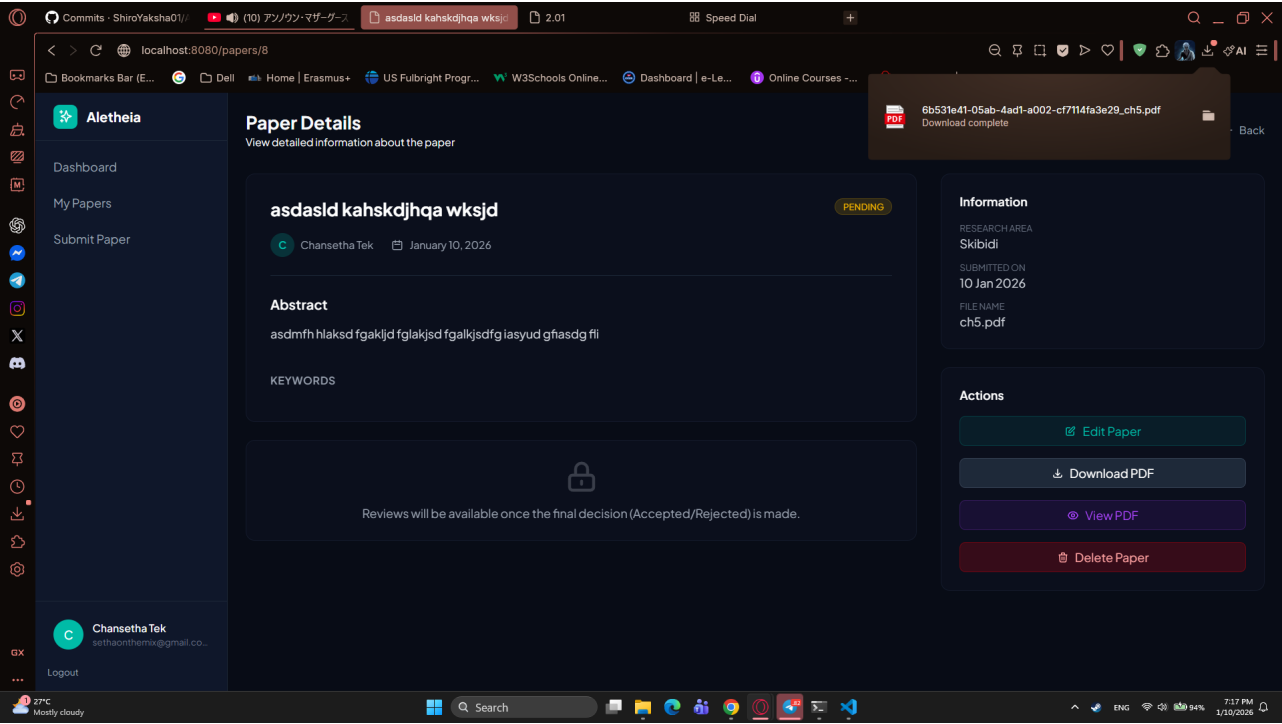 Commits · ShiroYaksha01/
(10) アンノウン・マザーグース
asdasld kahskdjhqa wksjd
2.01
Speed Dial
localhost:8080/papers/8
AI
Bookmarks Bar (E...
Dell
Home | Erasmus+
US Fulbright Progr...
W3Schools Online...
Dashboard | e-Le...
Online Courses -...
PDF
6b531e41-05ab-4ad1-a002-cf7114fa3e29_ch5.pdf
Download complete
Aletheia
Dashboard
My Papers
Submit Paper
Paper Details
View detailed information about the paper
Back
asdasld kahskdjhqa wksjd
PENDING
C
Chansetha Tek
January 10, 2026
Abstract
asdmfh hlaksd fgakljd fglakjsd fgalkjsdfg iasyud gfiasdg fli
KEYWORDS
Reviews will be available once the final decision (Accepted/Rejected) is made.
Information
RESEARCH AREA
Skibidi
SUBMITTED ON
10 Jan 2026
FILE NAME
ch5.pdf
Actions
Edit Paper
Download PDF
View PDF
Delete Paper
C
Chansetha Tek
sethaonthemix@gmail.co...
Logout
GX
1
27°C
Mostly cloudy
Search
ENG
94%
7:17 PM
1/10/2026